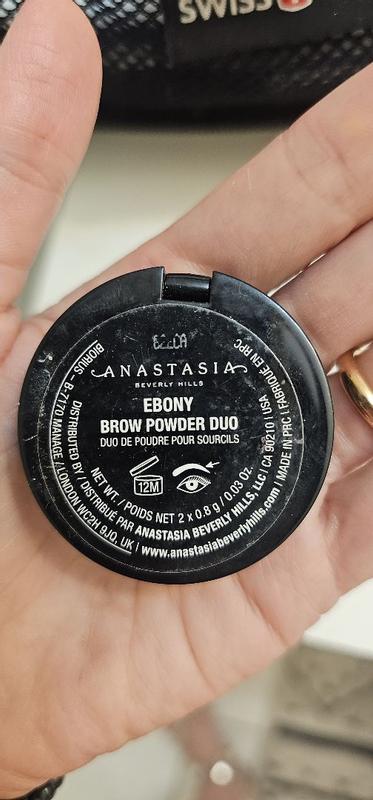 SWISS
ANASTASIA
BEVERLY HILLS
EBONY
BROW POWDER DUO
DUO DE POUDRE POUR SOURCILS
12M
NET WT. / POIDS NET 2 x 0.8 g / 0.03 Oz.
DISTRIBUTED BY / DISTRIBUÉ PAR ANASTASIA BEVERLY HILLS, LLC | CA 90210 USA
BIORIUS - B-7170 MANAGE / LONDON WC2H 9JQ, UK | www.anastasiabeverlyhills.com | MADE IN PRC | FABRIQUÉ EN RPC